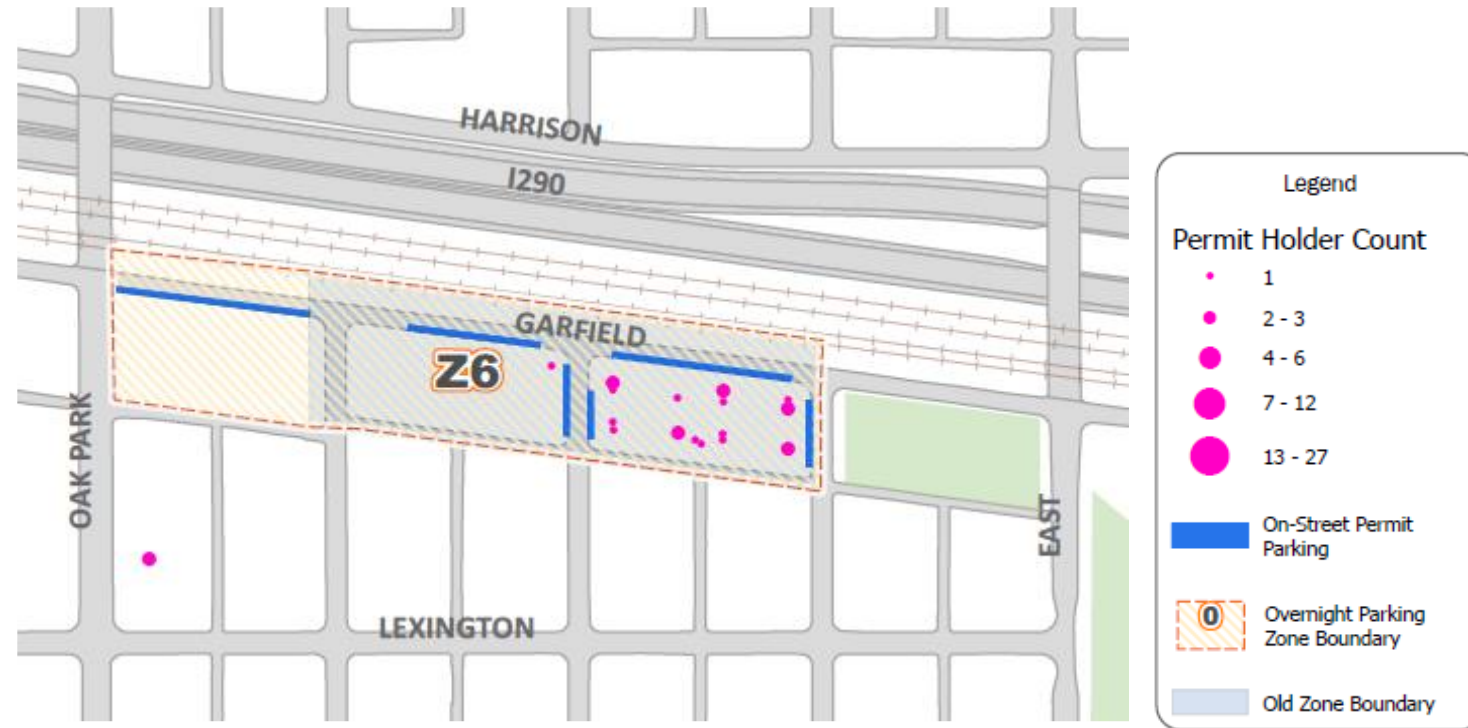 HARRISON
I290
GARFIELD
Z6
OAK PARK
EAST
LEXINGTON
Legend
Permit Holder Count
1
2 - 3
4 - 6
7 - 12
13 - 27
On-Street Permit
Parking
0
Overnight Parking
Zone Boundary
Old Zone Boundary